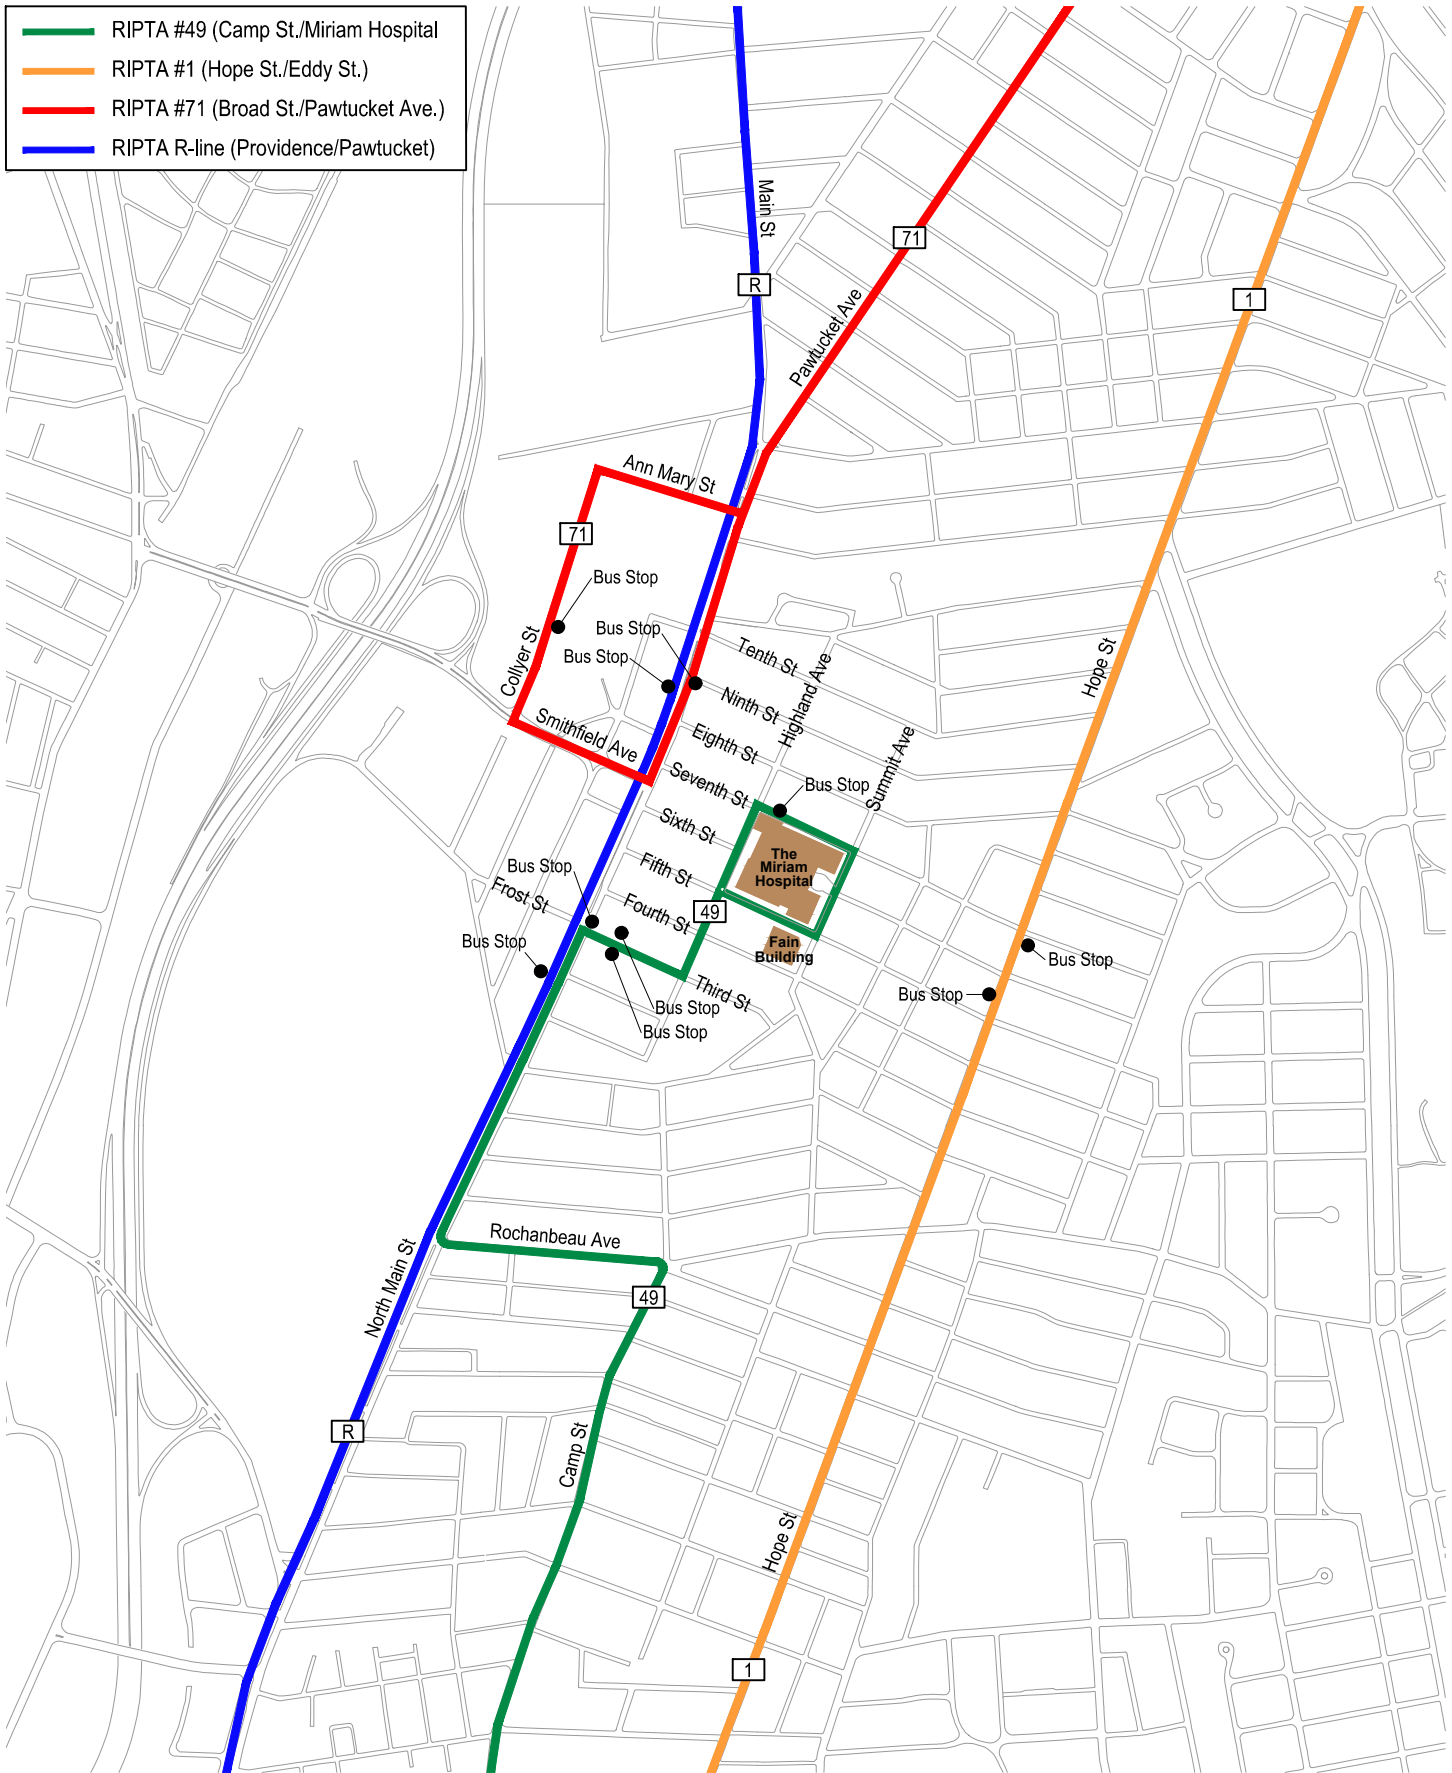 RIPTA #49 (Camp St./Miriam Hospital
RIPTA #1 (Hope St./Eddy St.)
RIPTA #71 (Broad St./Pawtucket Ave.)
RIPTA R-line (Providence/Pawtucket)
Main St
71
R
1
Pawtucket Ave
Ann Mary St
71
Bus Stop
Bus Stop
Bus Stop
Collyer St
Tenth St
Highland Ave
Hope St
Ninth St
Smithfield Ave
Eighth St
Summit Ave
Seventh St
Bus Stop
Sixth St
The
Miriam
Hospital
Bus Stop
Fifth St
Frost St
Fourth St
49
Bus Stop
Fain
Building
Bus Stop
Third St
Bus Stop
Bus Stop
Bus Stop
Rochanbeau Ave
North Main St
49
R
Camp St
Hope St
1